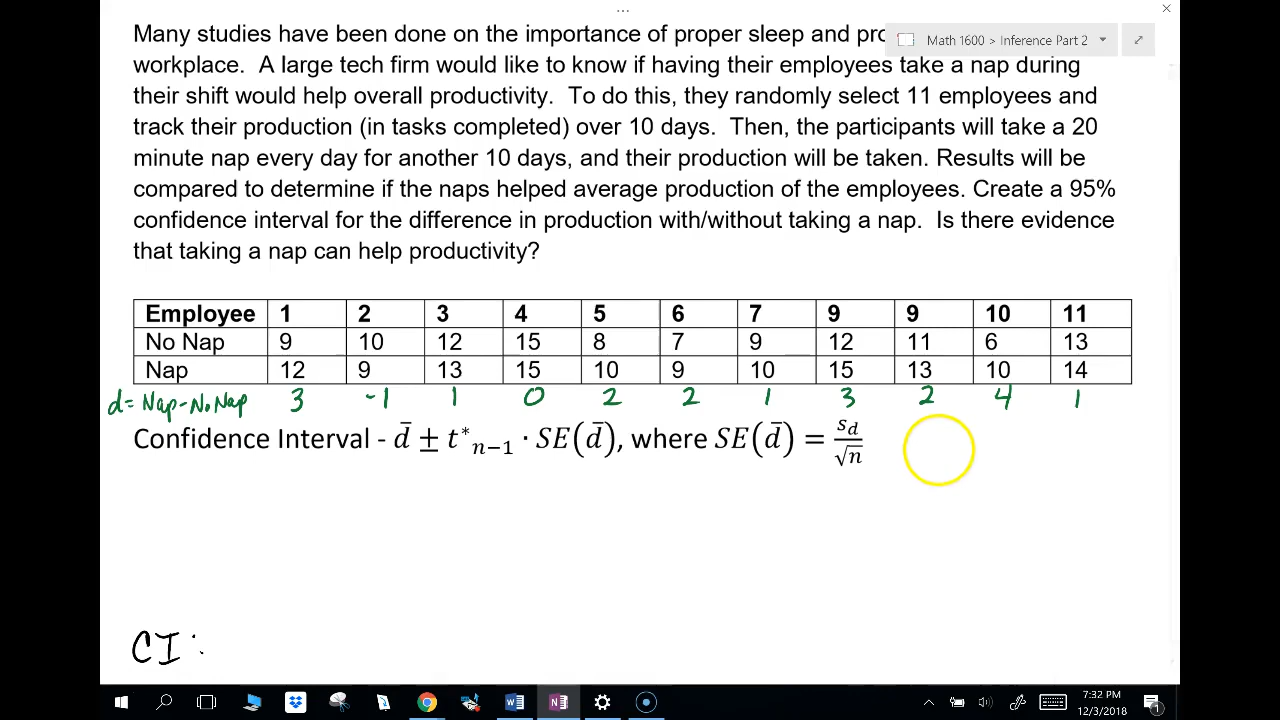 ...
Many studies have been done on the importance of proper sleep and pro
Math 1600 > Inference Part 2
workplace. A large tech firm would like to know if having their employees take a nap during
their shift would help overall productivity. To do this, they randomly select 11 employees and
track their production (in tasks completed) over 10 days. Then, the participants will take a 20
minute nap every day for another 10 days, and their production will be taken. Results will be
compared to determine if the naps helped average production of the employees. Create a 95%
confidence interval for the difference in production with/without taking a nap. Is there evidence
that taking a nap can help productivity?
Employee 1 2 3 4 5 6 7 9 9 10 11
No Nap 9 10 12 15 8 7 9 12 11 6 13
Nap 12 9 13 15 10 9 10 15 13 10 14
d = Nap - No Nap 3 -1 1 0 2 2 1 3 2 4 1
Confidence Interval - d̄ ± t*ₙ₋₁ · SE(d̄), where SE(d̄) = s_d/√n
CI:
7:32 PM
12/3/2018
1